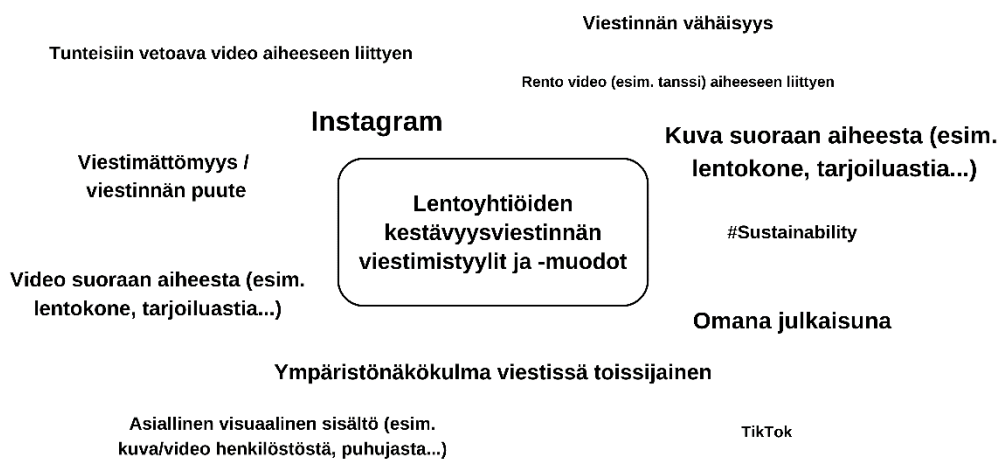 Viestinnän vähäisyys
Tunteisiin vetoava video aiheeseen liittyen
Rento video (esim. tanssi) aiheeseen liittyen
Instagram
Kuva suoraan aiheesta (esim.
lentokone, tarjoiluastia...)
Viestimättömyys /
viestinnän puute
Lentoyhtiöiden
kestävyysviestinnän
viestimistyylit ja -muodot
#Sustainability
Video suoraan aiheesta (esim.
lentokone, tarjoiluastia...)
Omana julkaisuna
Ympäristönäkökulma viestissä toissijainen
Asiallinen visuaalinen sisältö (esim.
kuva/video henkilöstöstä, puhujasta...)
TikTok